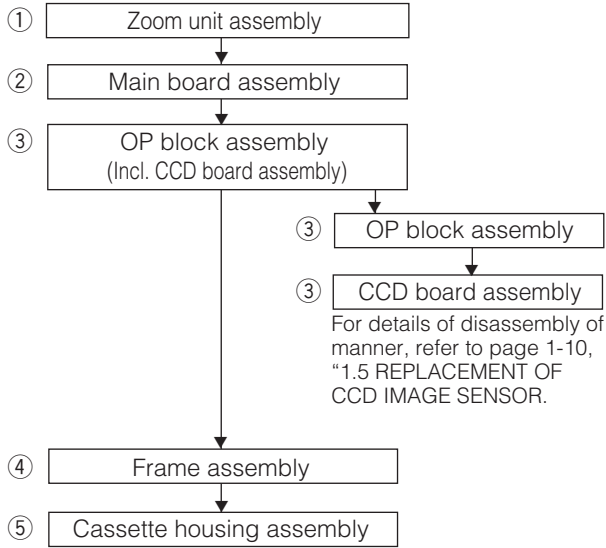 ① Zoom unit assembly
② Main board assembly
③ OP block assembly
(Incl. CCD board assembly)
③ OP block assembly
③ CCD board assembly
For details of disassembly of
manner, refer to page 1-10,
“1.5 REPLACEMENT OF
CCD IMAGE SENSOR.
④ Frame assembly
⑤ Cassette housing assembly